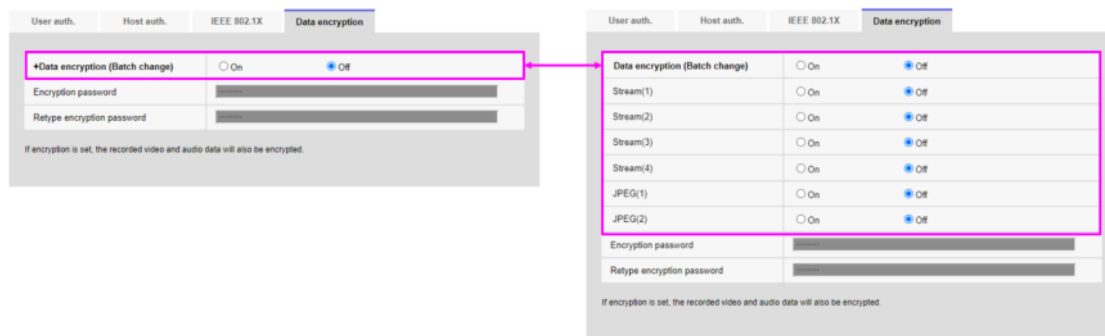 User auth. Host auth. IEEE 802.1X Data encryption
+Data encryption (Batch change) On Off
Encryption password
Retype encryption password
If encryption is set, the recorded video and audio data will also be encrypted.
User auth. Host auth. IEEE 802.1X Data encryption
Data encryption (Batch change) On Off
Stream(1) On Off
Stream(2) On Off
Stream(3) On Off
Stream(4) On Off
JPEG(1) On Off
JPEG(2) On Off
Encryption password
Retype encryption password
If encryption is set, the recorded video and audio data will also be encrypted.